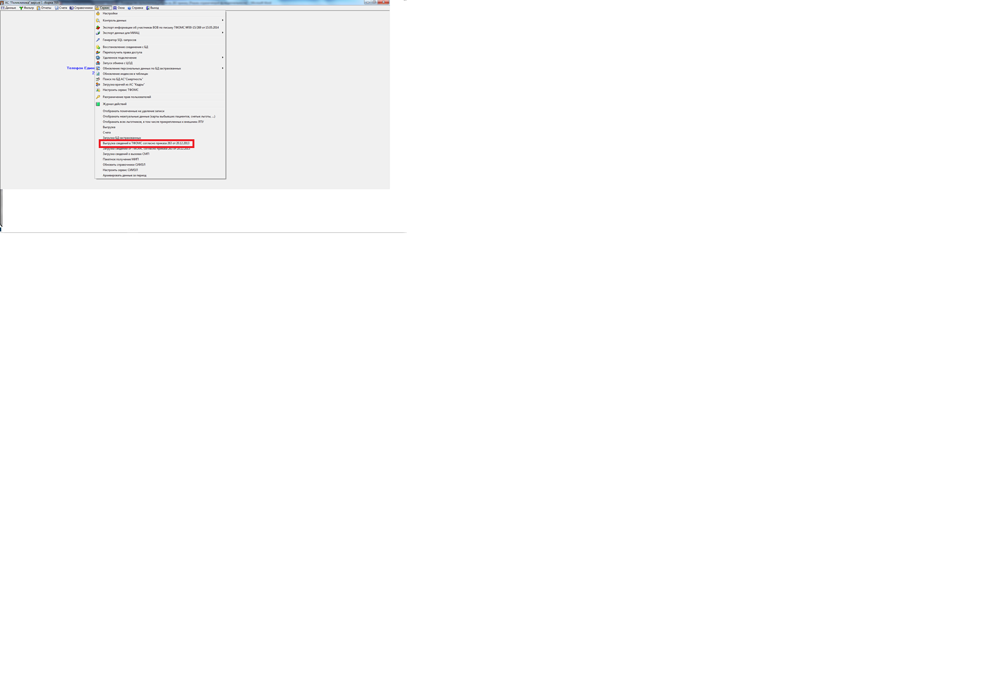 АС "Поликлиника" версия 1 сборка 705
Данные Фильтр Отчеты Счета Справочники Сервис Окна Справка Выход
Настройки
Контроль данных
Экспорт информации об участниках ВОВ по письму ТФОМС №00-15/269 от 15.05.2014
Экспорт данных для МИАЦ
Генератор SQL-запросов
Восстановление соединения с БД
Переполучить права доступа
Удаленное подключение
Запуск обмена с ЦОД
Телефон Един
Обновление персональных данных по БД застрахованных
2
Обновление индексов в таблицах
Поиск по БД АС"Смертность"
Загрузка врачей из АС "Кадры"
Настроить сервис ТФОМС
Разграничение прав пользователей
Журнал действий
Отображать помеченные на удаление записи
Отображать неактуальные данные (карты выбывших пациентов, снятые льготы, ...)
Отображать всех льготников, в том числе прикрепленных к внешним ЛПУ
Выгрузка
Счета
Загрузка БД застрахованных
Выгрузка сведений в ТФОМС согласно приказа 263 от 20.12.2013
Загрузка сведений от ТФОМС согласно приказа 263 от 20.12.2013
Загрузка сведений о вызовах СМП
Пакетное получение МИП
Обновить справочники СИИЗЛ
Настроить сервис СИИЗЛ
Архивировать данные за период